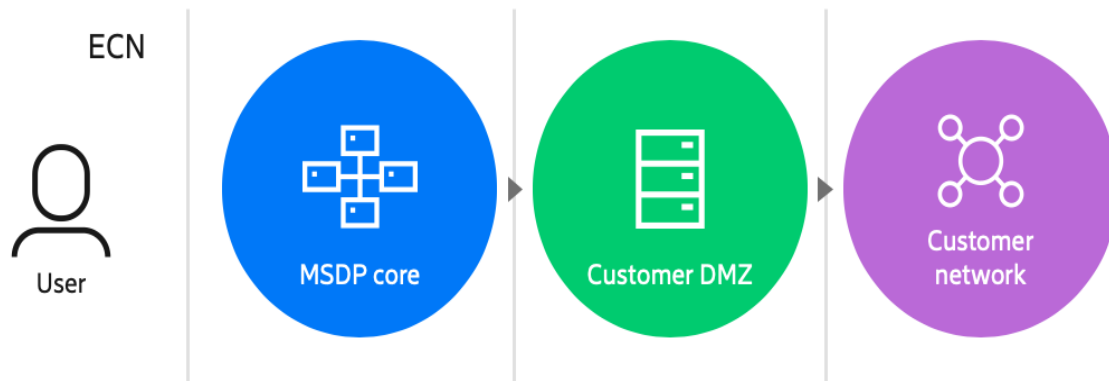 ECN
User
MSDP core
Customer DMZ
Customer
network